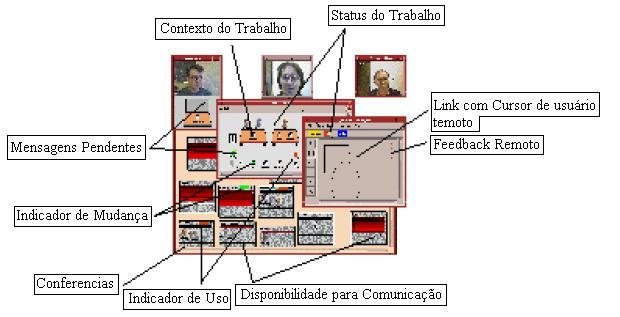 Status do Trabalho
Contexto do Trabalho
Link com Cursor de usuário
temoto
Feedback Remoto
Mensagens Pendentes
Indicador de Mudança
Conferencias
Indicador de Uso
Disponibilidade para Comunicação